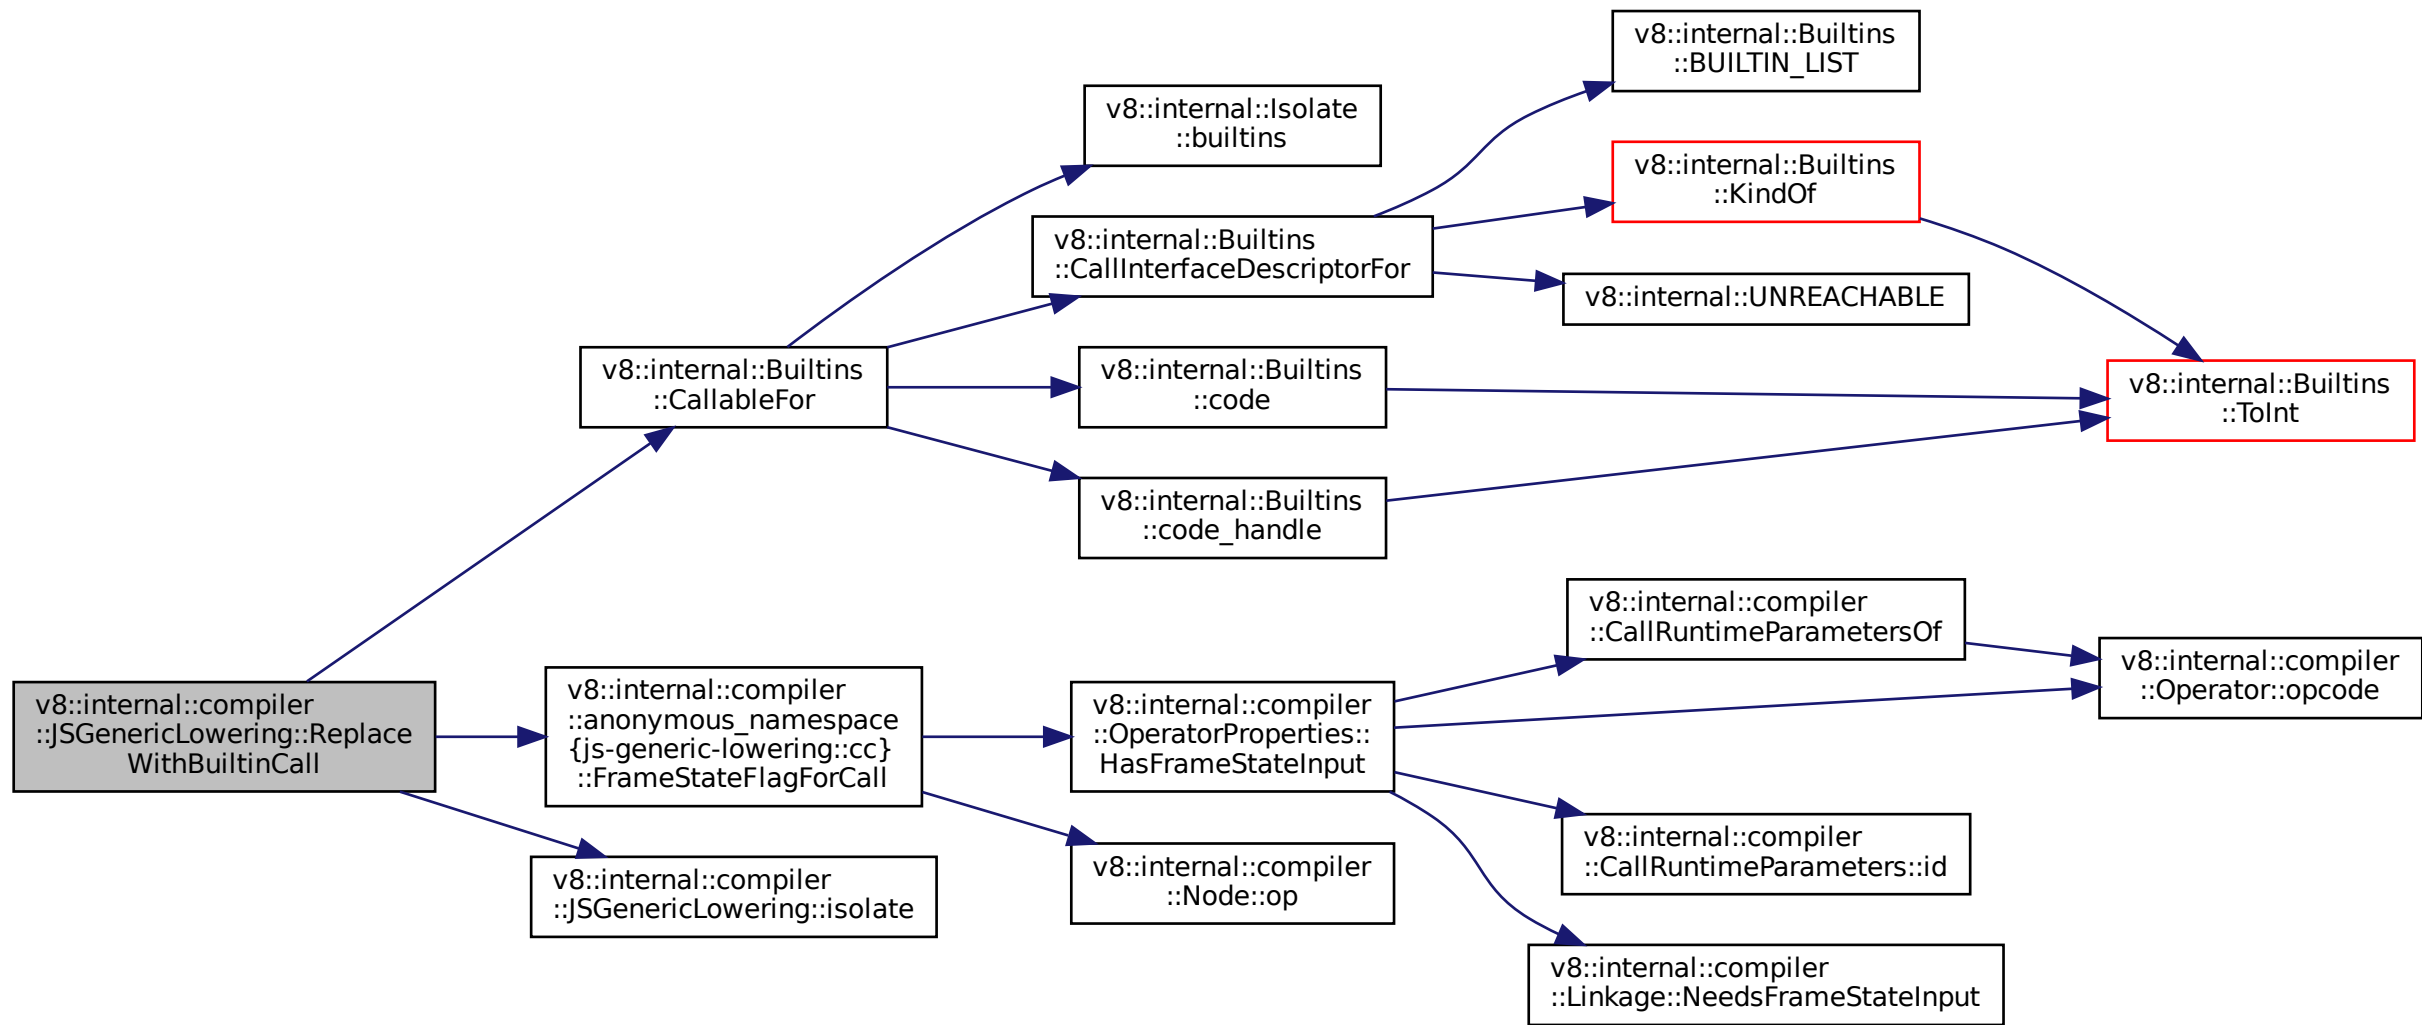 v8::internal::Builtins
::BUILTIN_LIST
v8::internal::Isolate
::builtins
v8::internal::Builtins
::KindOf
v8::internal::Builtins
::CallInterfaceDescriptorFor
v8::internal::UNREACHABLE
v8::internal::Builtins
::CallableFor
v8::internal::Builtins
::code
v8::internal::Builtins
::ToInt
v8::internal::Builtins
::code_handle
v8::internal::compiler
::CallRuntimeParametersOf
v8::internal::compiler
::Operator::opcode
v8::internal::compiler
::JSGenericLowering::Replace
WithBuiltinCall
v8::internal::compiler
::anonymous_namespace
{js-generic-lowering::cc}
::FrameStateFlagForCall
v8::internal::compiler
::OperatorProperties::
HasFrameStateInput
v8::internal::compiler
::CallRuntimeParameters::id
v8::internal::compiler
::JSGenericLowering::isolate
v8::internal::compiler
::Node::op
v8::internal::compiler
::Linkage::NeedsFrameStateInput